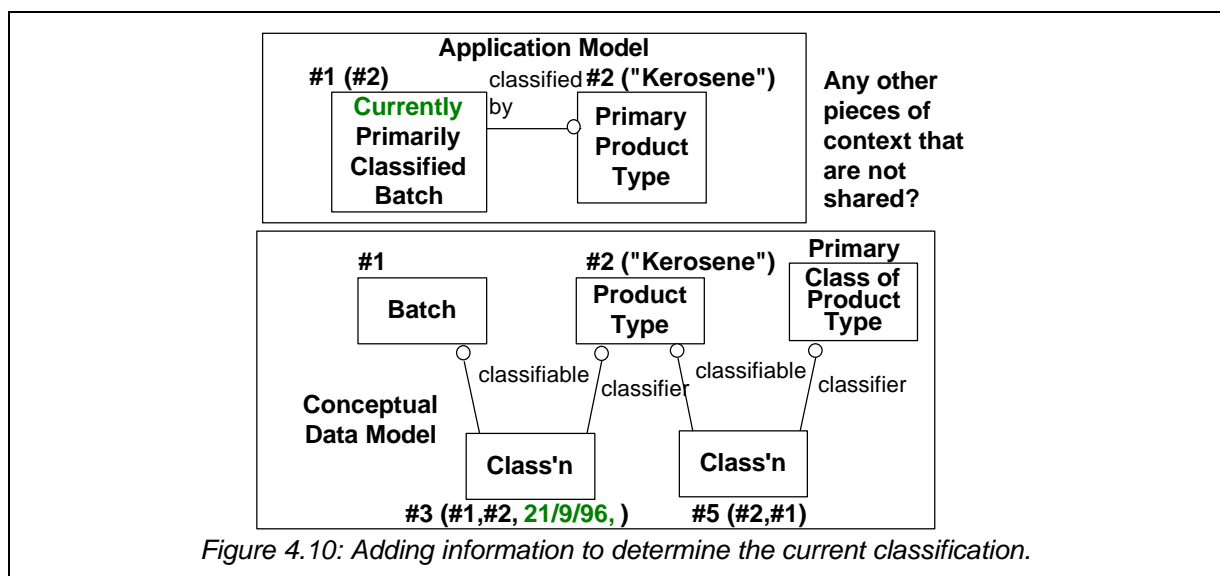 Application Model
#1 (#2)
classified
by
#2 ("Kerosene")
Currently
Primarily
Classified
Batch
Primary
Product
Type
Any other
pieces of
context that
are not
shared?
#1
#2 ("Kerosene")
Primary
Batch
Product
Type
Class of
Product
Type
classifiable
classifier
classifiable
classifier
Conceptual
Data Model
Class'n
Class'n
#3 (#1,#2, 21/9/96, )
#5 (#2,#1)
Figure 4.10: Adding information to determine the current classification.